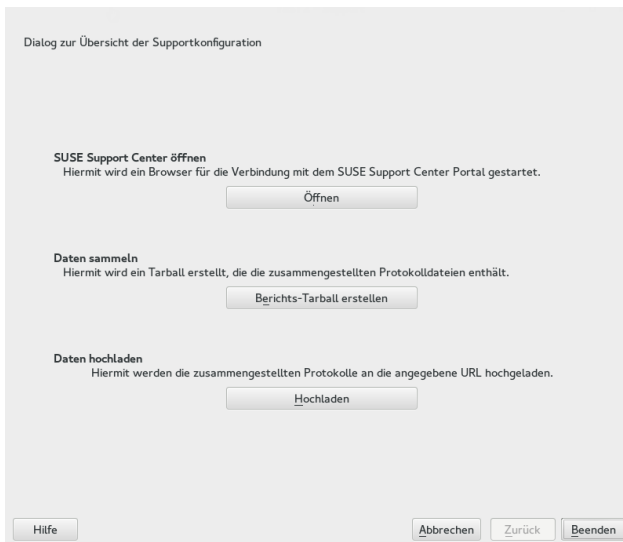 Dialog zur Übersicht der Supportkonfiguration
SUSE Support Center öffnen
Hiermit wird ein Browser für die Verbindung mit dem SUSE Support Center Portal gestartet.
Öffnen
Daten sammeln
Hiermit wird ein Tarball erstellt, die die zusammengestellten Protokolldateien enthält.
Berichts-Tarball erstellen
Daten hochladen
Hiermit werden die zusammengestellten Protokolle an die angegebene URL hochgeladen.
Hochladen
Hilfe
Abbrechen
Zurück
Beenden